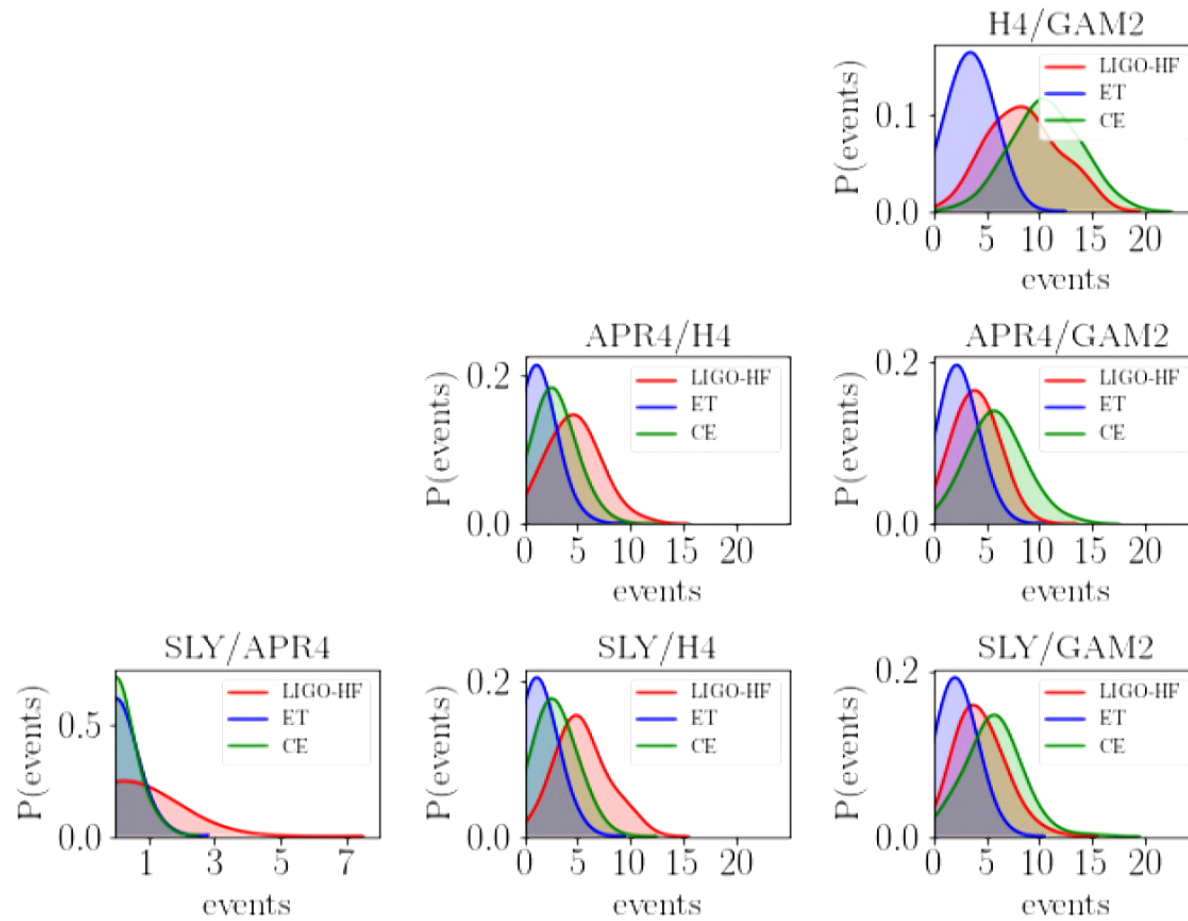 H4/GAM2
P(events)
0.1
0.0
LIGO-HF
ET
CE
0 5 10 15 20
events
APR4/H4
P(events)
0.2
0.0
LIGO-HF
ET
CE
0 5 10 15 20
events
APR4/GAM2
P(events)
0.2
0.0
LIGO-HF
ET
CE
0 5 10 15 20
events
SLY/APR4
P(events)
0.5
0.0
LIGO-HF
ET
CE
1 3 5 7
events
SLY/H4
P(events)
0.2
0.0
LIGO-HF
ET
CE
0 5 10 15 20
events
SLY/GAM2
P(events)
0.2
0.0
LIGO-HF
ET
CE
0 5 10 15 20
events